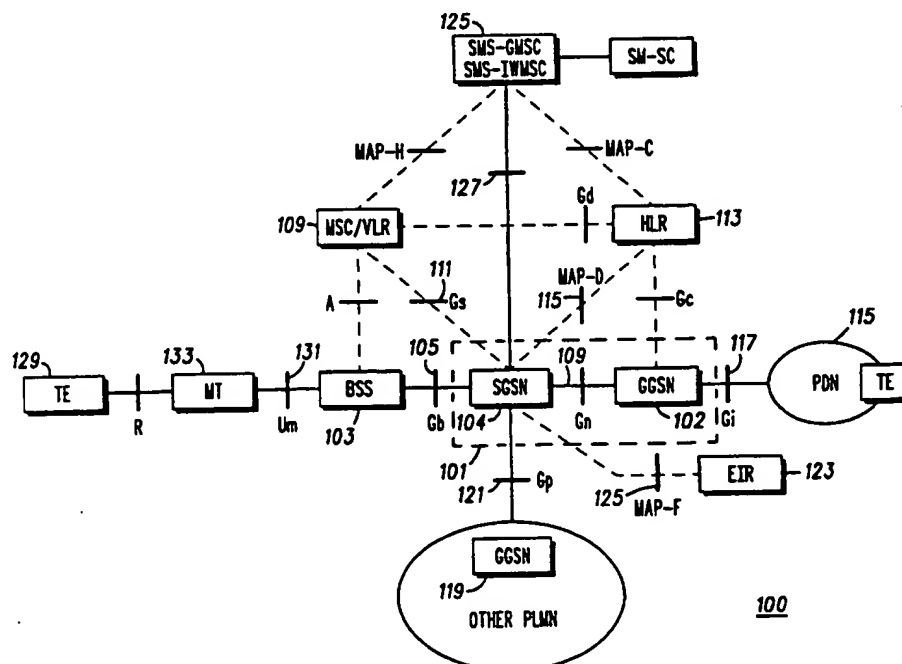 125
SMS-GMSC
SMS-IWMSC
SM-SC
MAP-H
MAP-C
127
Gd
109
MSC/VLR
HLR
113
111
MAP-D
A
Gs
115
Gc
115
129
133
131
105
109
117
TE
MT
BSS
SGSN
GGSN
PDN
TE
R
Um
103
Gb
104
Gn
102
Gi
101
121
Gp
125
EIR
123
MAP-F
GGSN
119
OTHER PLMN
100